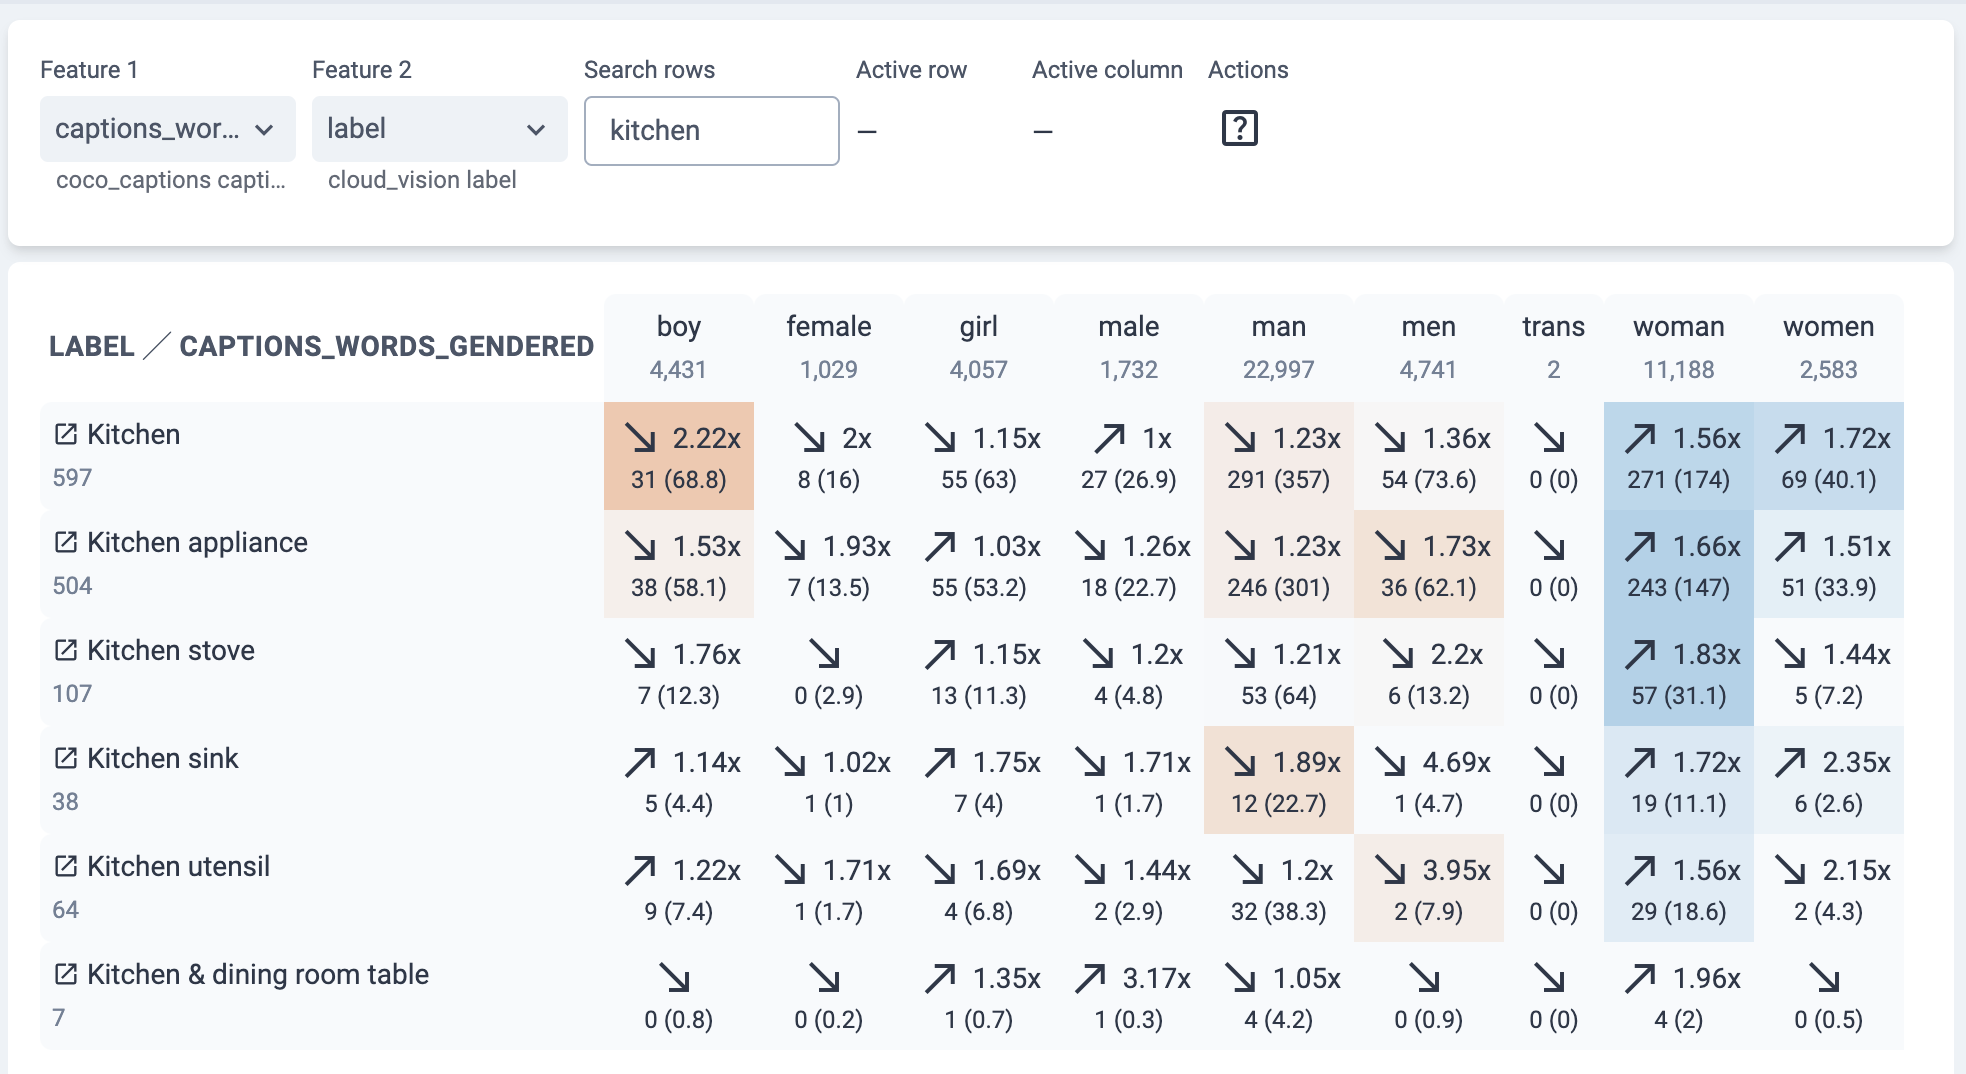 Feature 1 Feature 2 Search rows Active row Active column Actions
captions_wor... label kitchen – – ?
coco_captions capti... cloud_vision label
LABEL / CAPTIONS_WORDS_GENDERED boy female girl male man men trans woman women
4,431 1,029 4,057 1,732 22,997 4,741 2 11,188 2,583
Kitchen ↘ 2.22x ↘ 2x ↘ 1.15x ↗ 1x ↘ 1.23x ↘ 1.36x ↘ ↗ 1.56x ↗ 1.72x
597 31 (68.8) 8 (16) 55 (63) 27 (26.9) 291 (357) 54 (73.6) 0 (0) 271 (174) 69 (40.1)
Kitchen appliance ↘ 1.53x ↘ 1.93x ↗ 1.03x ↘ 1.26x ↘ 1.23x ↘ 1.73x ↘ ↗ 1.66x ↗ 1.51x
504 38 (58.1) 7 (13.5) 55 (53.2) 18 (22.7) 246 (301) 36 (62.1) 0 (0) 243 (147) 51 (33.9)
Kitchen stove ↘ 1.76x ↘ ↗ 1.15x ↘ 1.2x ↘ 1.21x ↘ 2.2x ↘ ↗ 1.83x ↘ 1.44x
107 7 (12.3) 0 (2.9) 13 (11.3) 4 (4.8) 53 (64) 6 (13.2) 0 (0) 57 (31.1) 5 (7.2)
Kitchen sink ↗ 1.14x ↘ 1.02x ↗ 1.75x ↘ 1.71x ↘ 1.89x ↘ 4.69x ↘ ↗ 1.72x ↗ 2.35x
38 5 (4.4) 1 (1) 7 (4) 1 (1.7) 12 (22.7) 1 (4.7) 0 (0) 19 (11.1) 6 (2.6)
Kitchen utensil ↗ 1.22x ↘ 1.71x ↘ 1.69x ↘ 1.44x ↘ 1.2x ↘ 3.95x ↘ ↗ 1.56x ↘ 2.15x
64 9 (7.4) 1 (1.7) 4 (6.8) 2 (2.9) 32 (38.3) 2 (7.9) 0 (0) 29 (18.6) 2 (4.3)
Kitchen & dining room table ↘ ↘ ↗ 1.35x ↗ 3.17x ↘ 1.05x ↘ ↘ ↗ 1.96x ↘
7 0 (0.8) 0 (0.2) 1 (0.7) 1 (0.3) 4 (4.2) 0 (0.9) 0 (0) 4 (2) 0 (0.5)